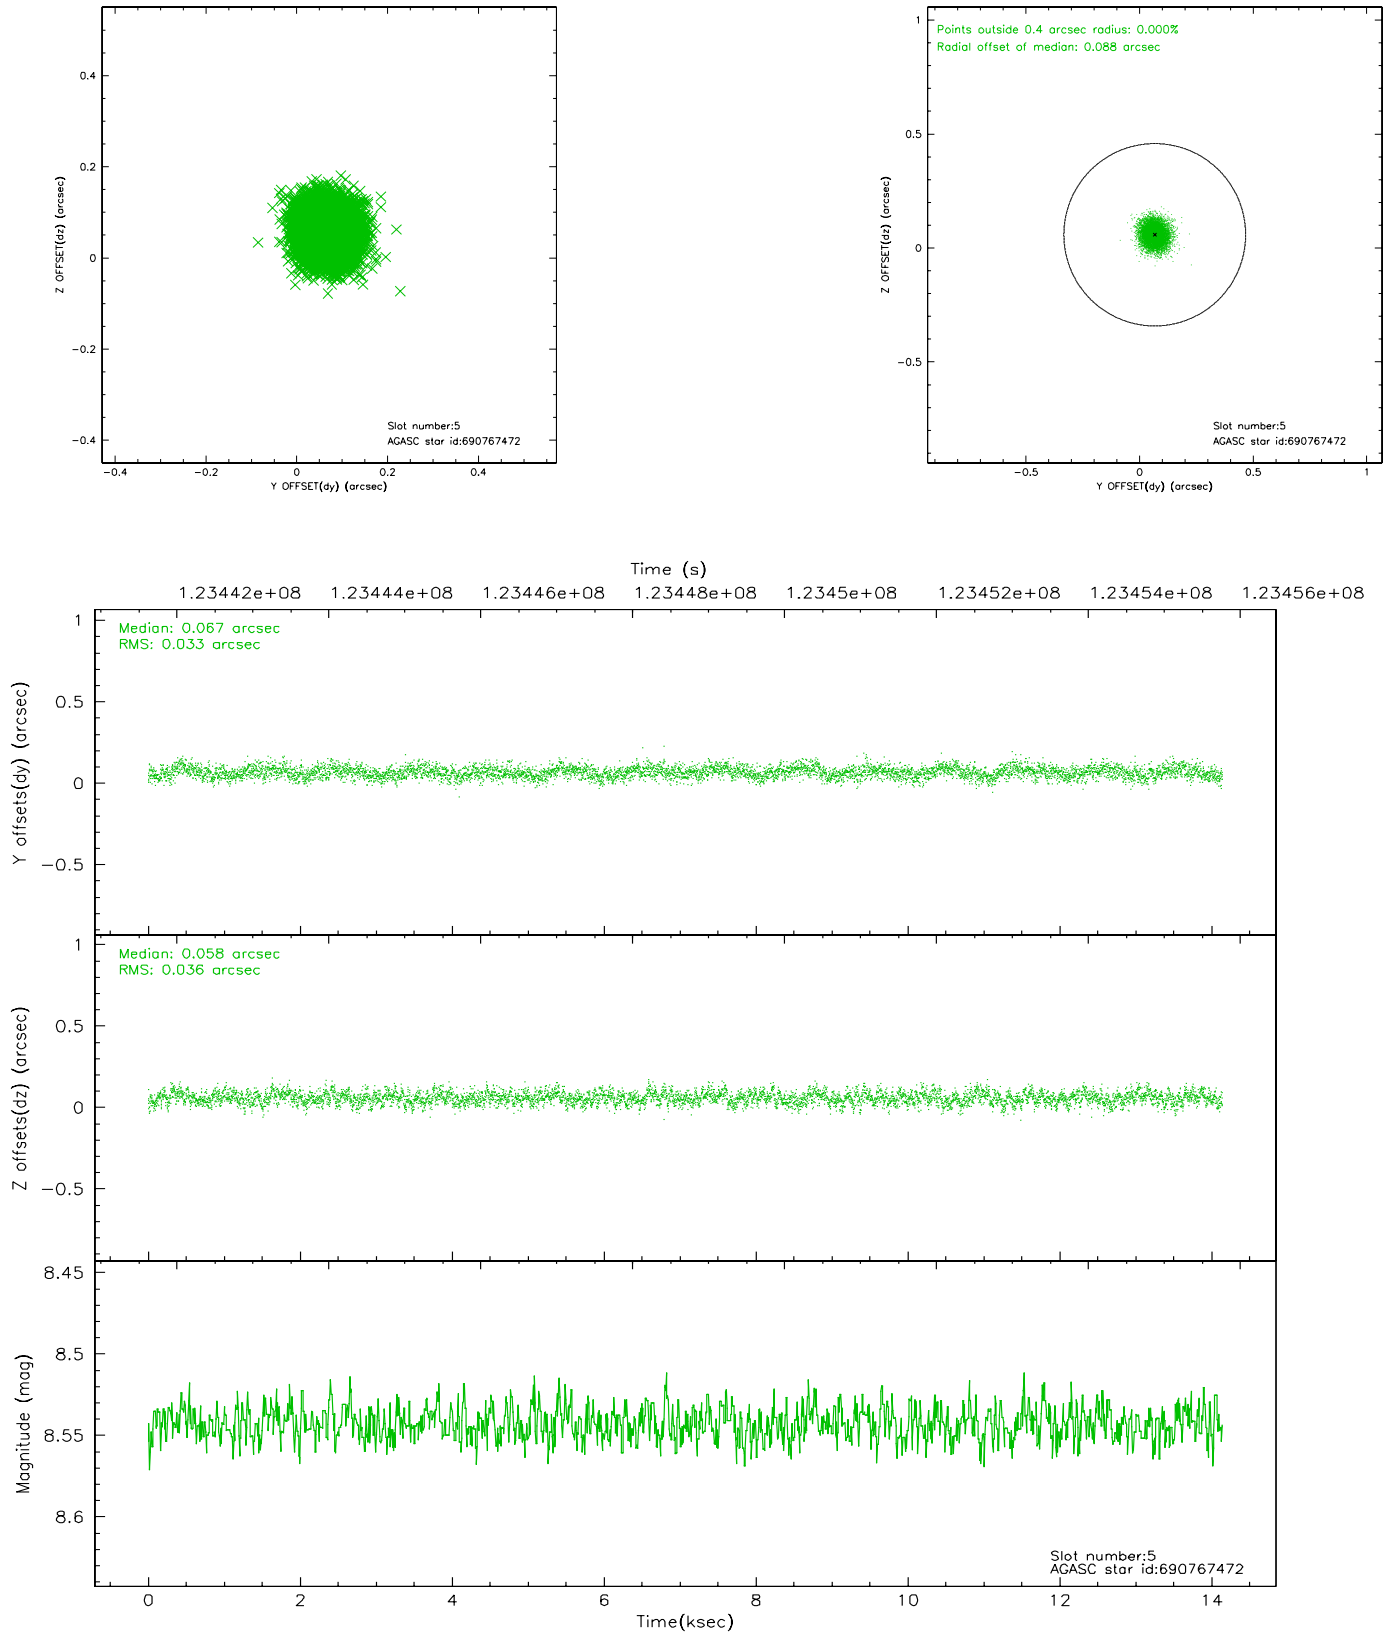 0.4
0.2
0
−0.2
−0.4
Z OFFSET(dz) (arcsec)
Slot number:5
AGASC star id:690767472
−0.4 −0.2 0 0.2 0.4
Y OFFSET(dy) (arcsec)
Points outside 0.4 arcsec radius: 0.000%
Radial offset of median: 0.088 arcsec
1
0.5
0
−0.5
Z OFFSET(dz) (arcsec)
Slot number:5
AGASC star id:690767472
−0.5 0 0.5 1
Y OFFSET(dy) (arcsec)
Time (s)
1.23442e+08 1.23444e+08 1.23446e+08 1.23448e+08 1.2345e+08 1.23452e+08 1.23454e+08 1.23456e+08
Median: 0.067 arcsec
RMS: 0.033 arcsec
1
0.5
0
−0.5
Y offsets(dy) (arcsec)
Median: 0.058 arcsec
RMS: 0.036 arcsec
1
0.5
0
−0.5
Z offsets(dz) (arcsec)
8.45
8.5
8.55
8.6
Magnitude (mag)
Slot number:5
AGASC star id:690767472
0 2 4 6 8 10 12 14
Time(ksec)